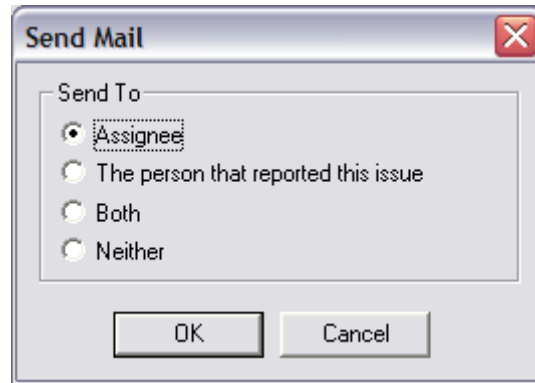 Send Mail
Send To
Assignee
The person that reported this issue
Both
Neither
OK Cancel